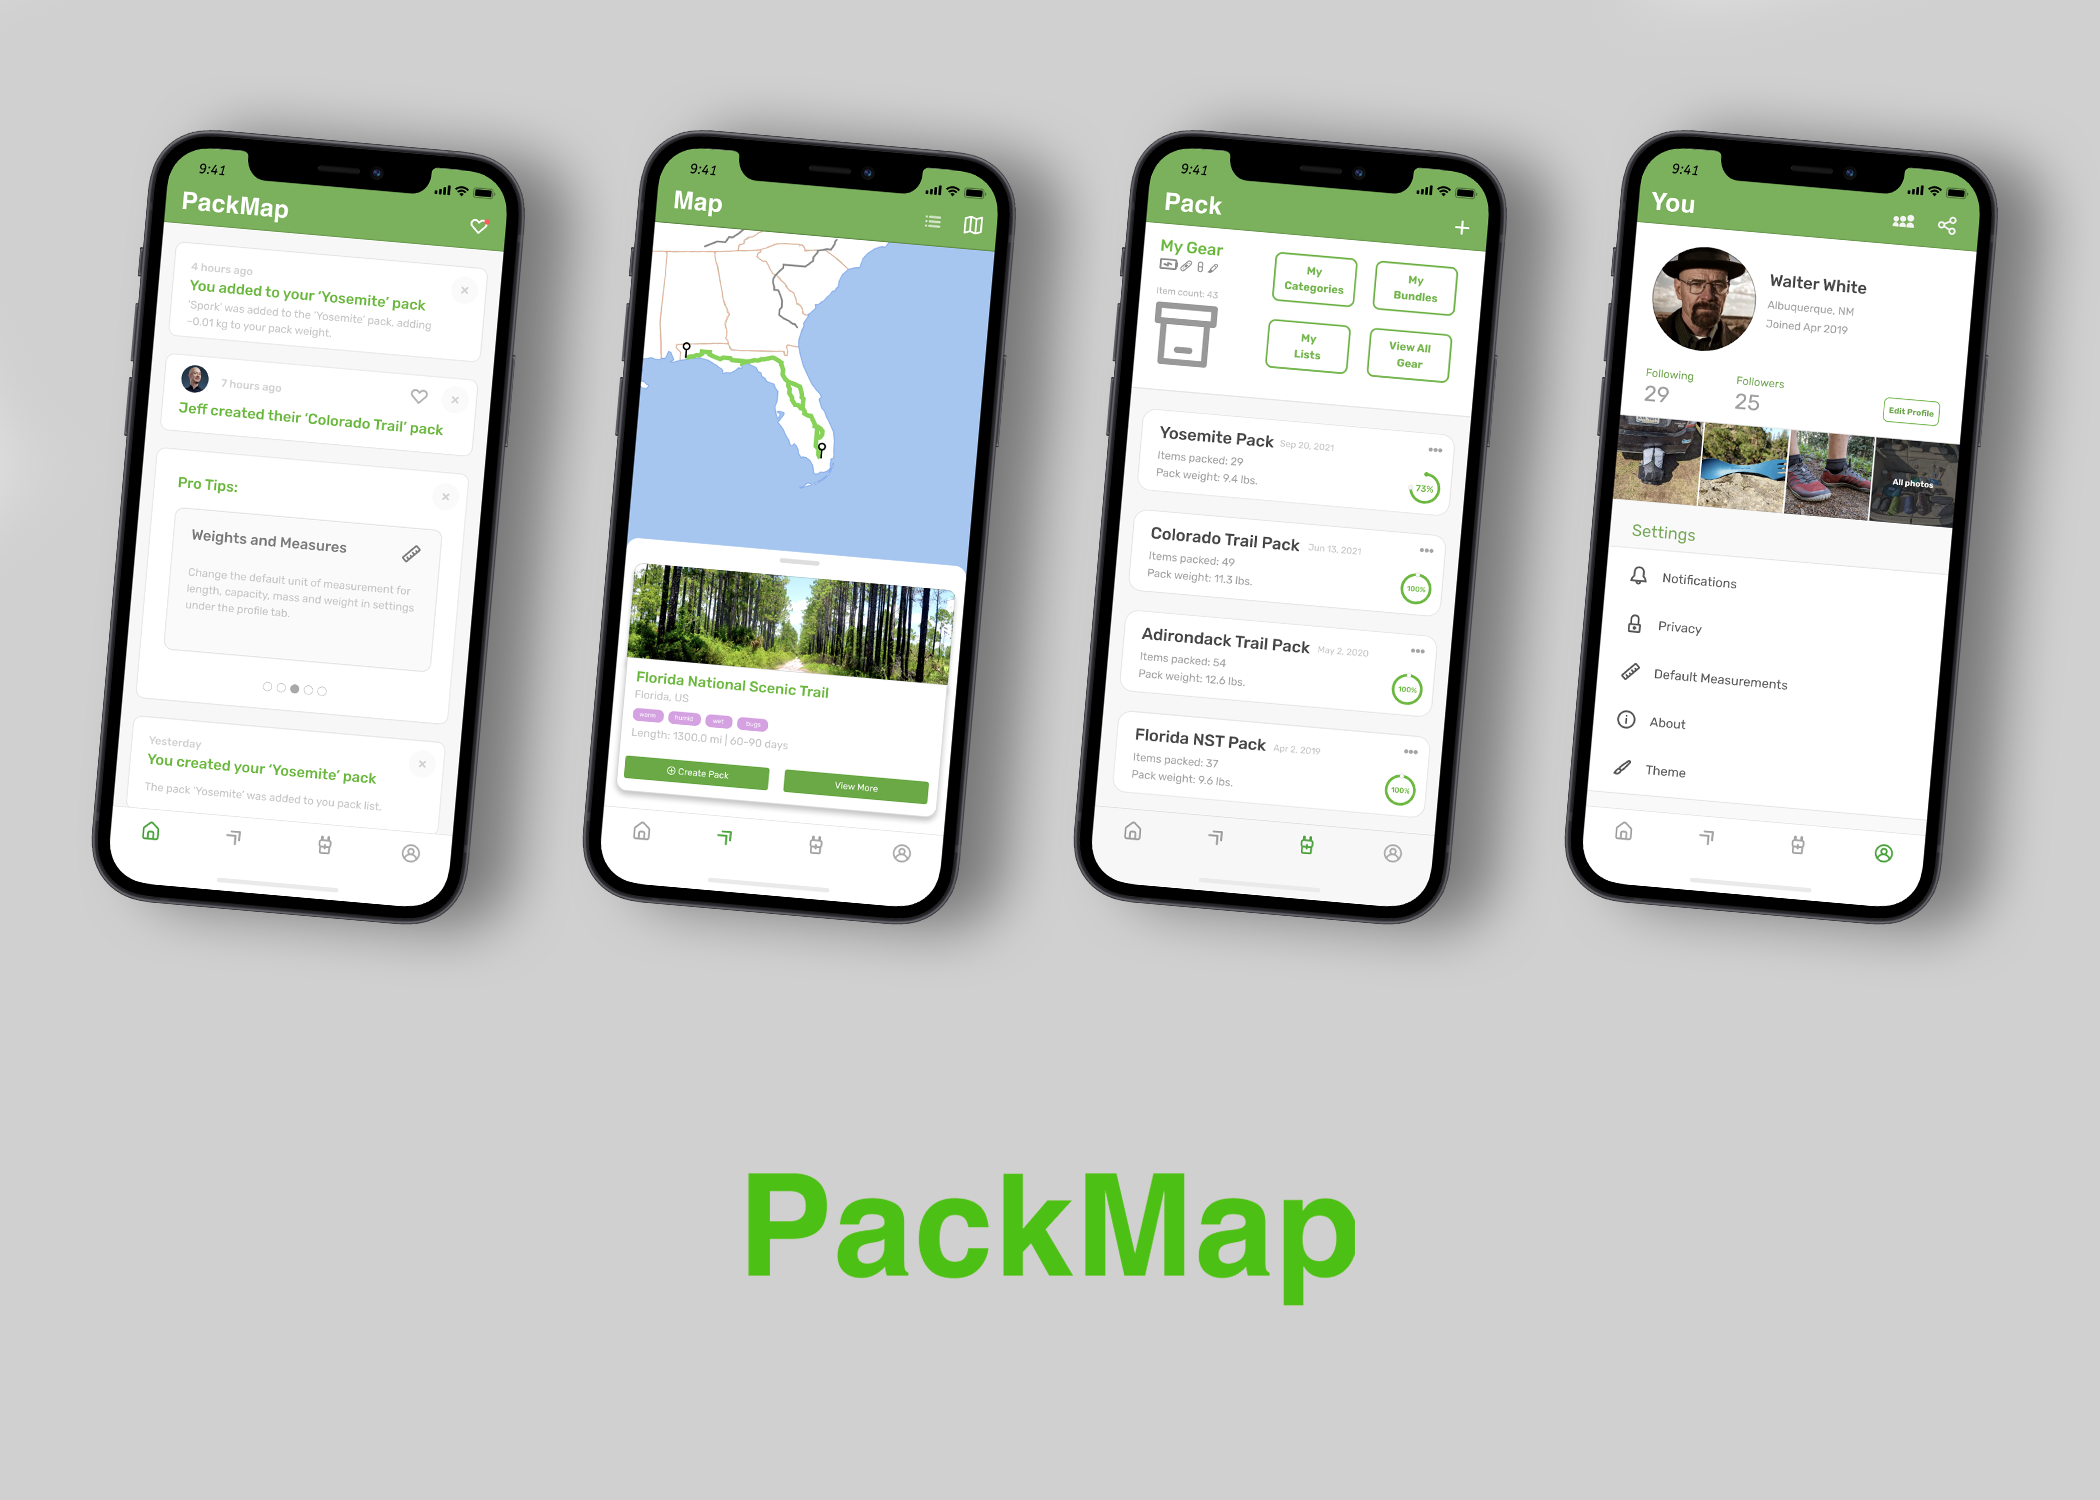 9:41
PackMap
4 hours ago
You added to your ‘Yosemite’ pack
‘Spork’ was added to the ‘Yosemite’ pack, adding
~0.01 kg to your pack weight.
7 hours ago
Jeff created their ‘Colorado Trail’ pack
Pro Tips:
Weights and Measures
Change the default unit of measurement for
length, capacity, mass and weight in settings
under the profile tab.
Yesterday
You created your ‘Yosemite’ pack
The pack ‘Yosemite’ was added to you pack list.
9:41
Map
Florida National Scenic Trail
Florida, US
warm humid wet bugs
Length: 1300.0 mi | 60-90 days
Create Pack
View More
9:41
Pack
My Gear
item count: 43
My
Categories
My
Bundles
My
Lists
View All
Gear
Yosemite Pack Sep 20, 2021
Items packed: 29
Pack weight: 9.4 lbs.
73%
Colorado Trail Pack Jun 13, 2021
Items packed: 49
Pack weight: 11.3 lbs.
100%
Adirondack Trail Pack May 2, 2020
Items packed: 54
Pack weight: 12.6 lbs.
100%
Florida NST Pack Apr 2, 2019
Items packed: 37
Pack weight: 9.6 lbs.
100%
9:41
You
Walter White
Albuquerque, NM
Joined Apr 2019
Following
29
Followers
25
Edit Profile
All photos
Settings
Notifications
Privacy
Default Measurements
About
Theme
PackMap